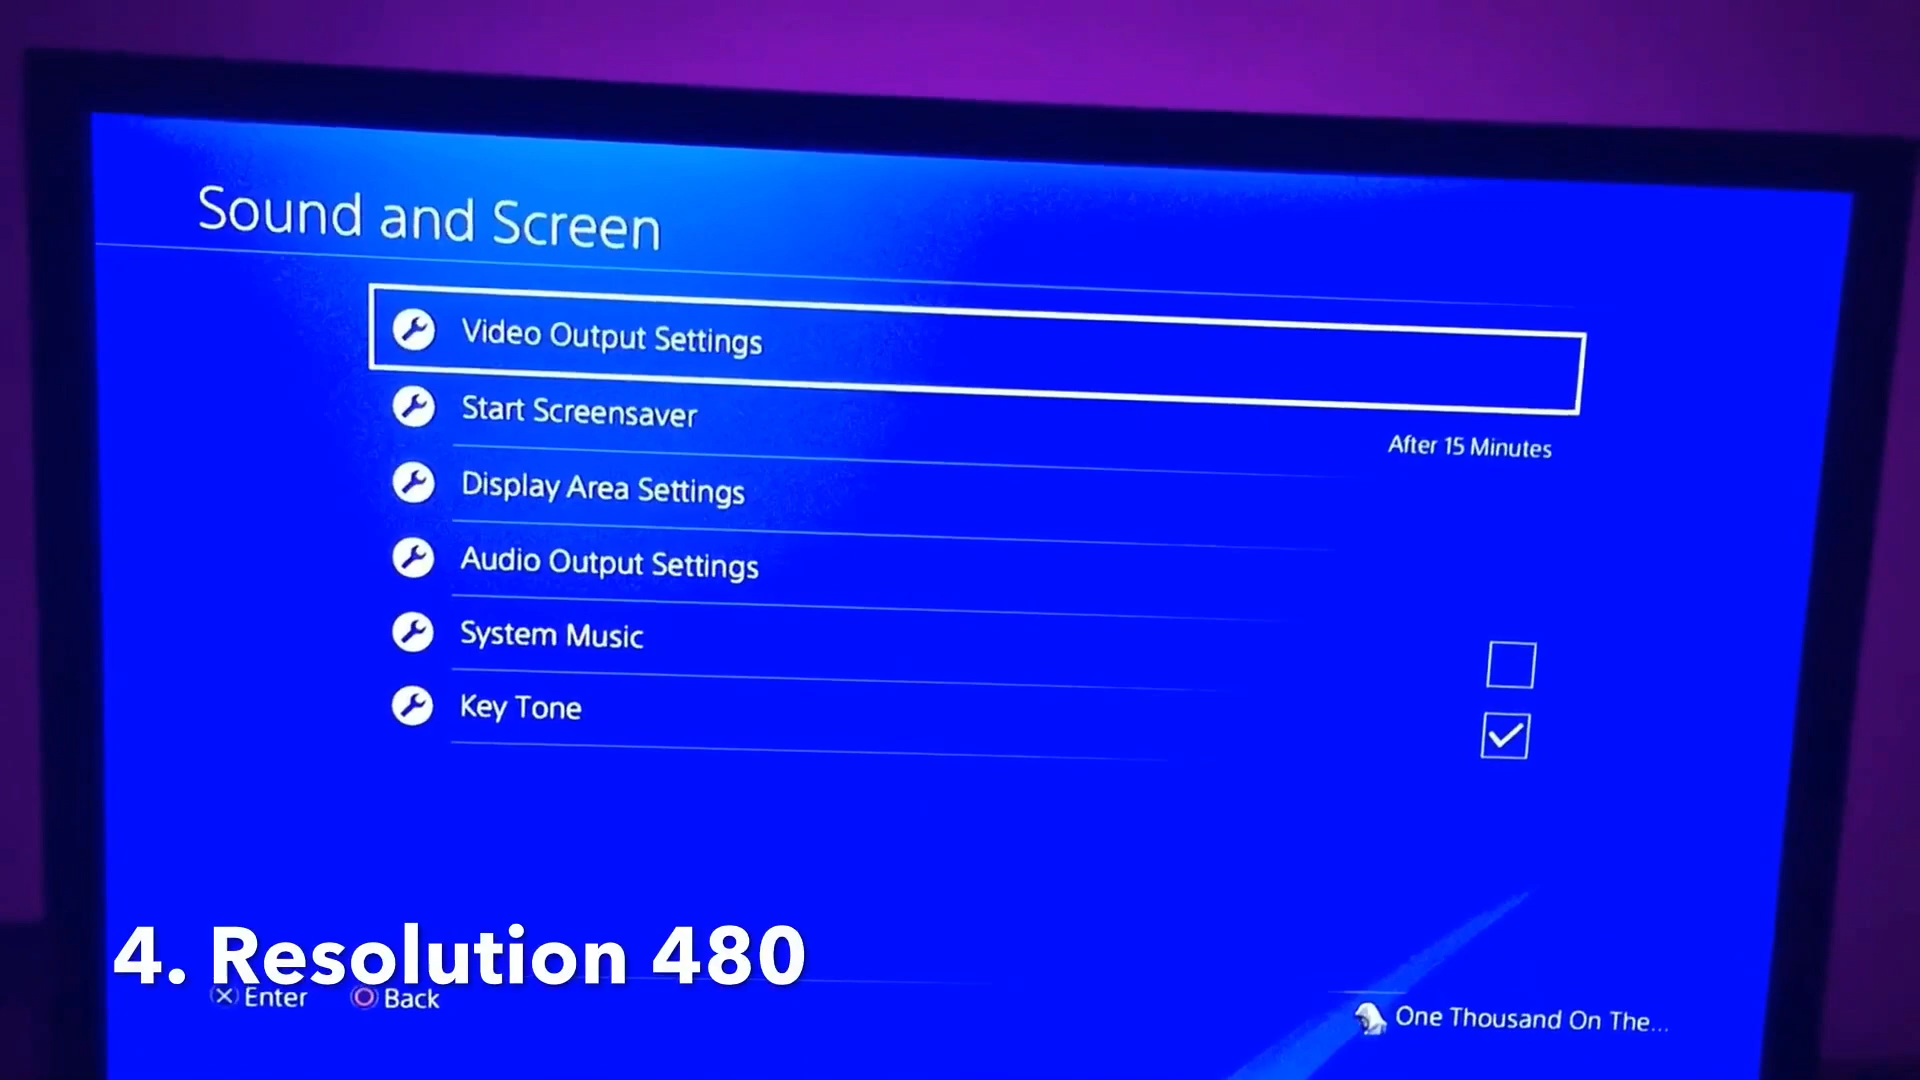 Sound and Screen
Video Output Settings
Start Screensaver
After 15 Minutes
Display Area Settings
Audio Output Settings
System Music
Key Tone
4. Resolution 480
Enter
Back
One Thousand On The...